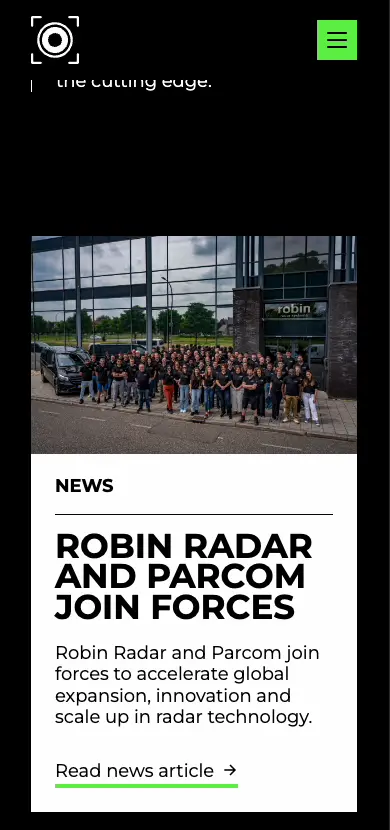 the cutting edge.
robin
NEWS
ROBIN RADAR
AND PARCOM
JOIN FORCES
Robin Radar and Parcom join
forces to accelerate global
expansion, innovation and
scale up in radar technology.
Read news article →